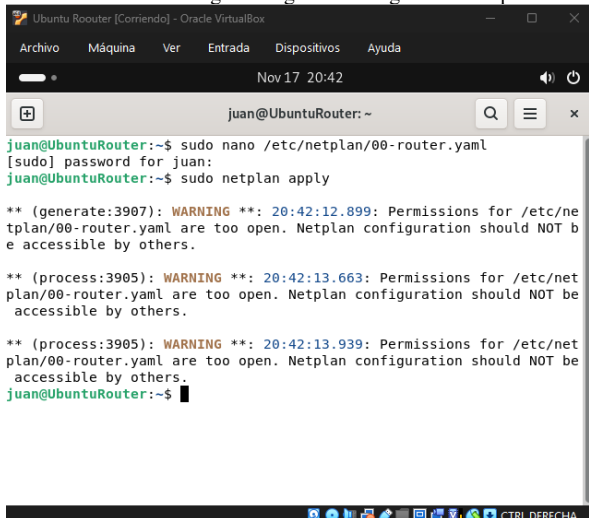 Ubuntu Roouter [Corriendo] - Oracle VirtualBox
Archivo Máquina Ver Entrada Dispositivos Ayuda
Nov 17 20:42
juan@UbuntuRouter: ~
juan@UbuntuRouter:~$ sudo nano /etc/netplan/00-router.yaml
[sudo] password for juan:
juan@UbuntuRouter:~$ sudo netplan apply
** (generate:3907): WARNING **: 20:42:12.899: Permissions for /etc/ne
tplan/00-router.yaml are too open. Netplan configuration should NOT b
e accessible by others.
** (process:3905): WARNING **: 20:42:13.663: Permissions for /etc/net
plan/00-router.yaml are too open. Netplan configuration should NOT be
accessible by others.
** (process:3905): WARNING **: 20:42:13.939: Permissions for /etc/net
plan/00-router.yaml are too open. Netplan configuration should NOT be
accessible by others.
juan@UbuntuRouter:~$
CTRL DERECHA